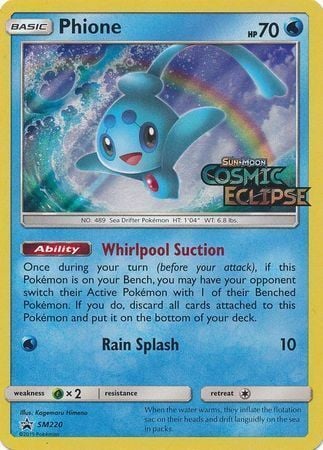 BASIC Phione HP 70
SUN & MOON
COSMIC
ECLIPSE
NO. 489 Sea Drifter Pokémon HT: 1'04" WT: 6.8 lbs.
Ability Whirlpool Suction
Once during your turn (before your attack), if this
Pokémon is on your Bench, you may have your opponent
switch their Active Pokémon with 1 of their Benched
Pokémon. If you do, discard all cards attached to this
Pokémon and put it on the bottom of your deck.
Rain Splash 10
weakness ×2 resistance retreat
Illus. Kagemaru Himeno
SM220
©2019 Pokémon
When the water warms, they inflate the flotation
sac on their heads and drift languidly on the sea
in packs.